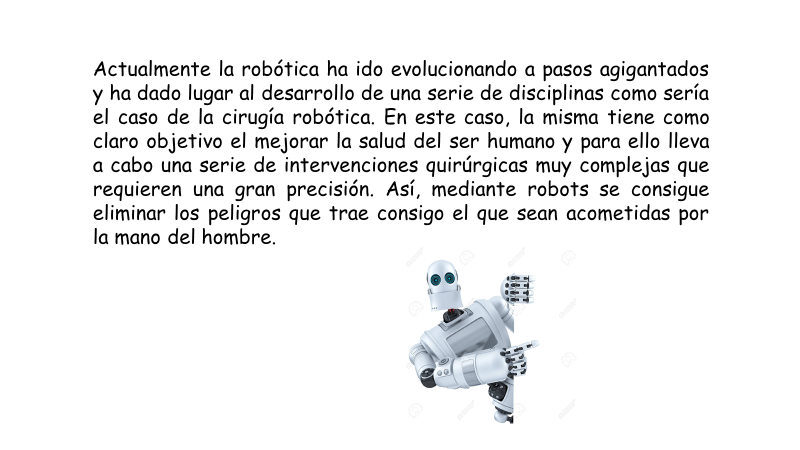 Actualmente la robótica ha ido evolucionando a pasos agigantados
y ha dado lugar al desarrollo de una serie de disciplinas como sería
el caso de la cirugía robótica. En este caso, la misma tiene como
claro objetivo el mejorar la salud del ser humano y para ello lleva
a cabo una serie de intervenciones quirúrgicas muy complejas que
requieren una gran precisión. Así, mediante robots se consigue
eliminar los peligros que trae consigo el que sean acometidas por
la mano del hombre.